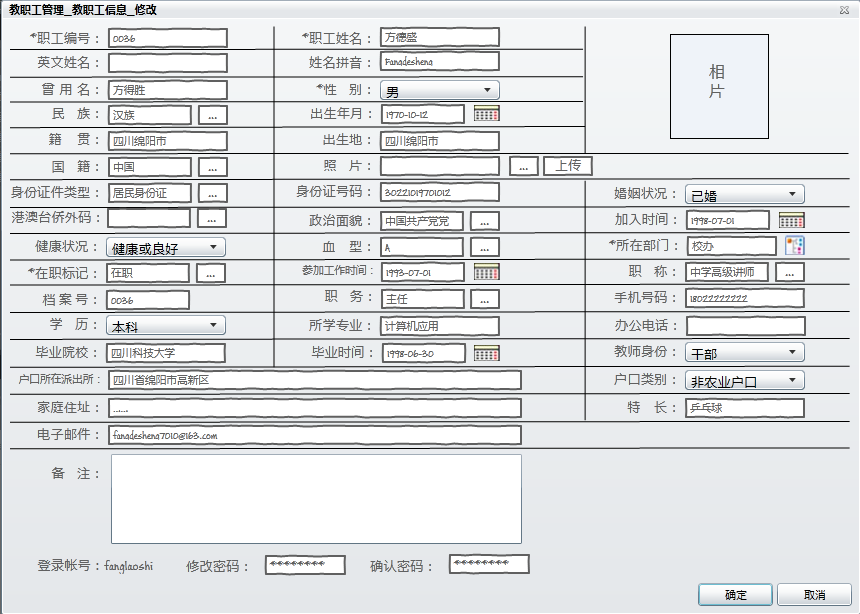 教职工管理_教职工信息_修改
*职工编号： 0036 *职工姓名： 方德盛
英文姓名： 姓名拼音： Fangdesheng
曾用名： 方得胜 *性 别： 男
相片
民 族： 汉族 ... 出生年月： 1970-10-12
籍 贯： 四川绵阳市 出生地： 四川绵阳市
国 籍： 中国 ... 照 片： ... 上传
身份证件类型： 居民身份证 ... 身份证号码： 30221019701012 婚姻状况： 已婚
港澳台侨外码： ... 政治面貌： 中国共产党党 ... 加入时间： 1998-07-01
健康状况： 健康或良好 血 型： A ... *所在部门： 校办
*在职标记： 在职 ... 参加工作时间： 1993-07-01 职 称： 中学高级讲师 ...
档案号： 0036 职 务： 主任 ... 手机号码： 18022222222
学 历： 本科 所学专业： 计算机应用 办公电话：
毕业院校： 四川科技大学 毕业时间： 1998-06-30 教师身份： 干部
户口所在派出所： 四川省绵阳市高新区 户口类别： 非农业户口
家庭住址： ...... 特 长： 乒乓球
电子邮件： fangdesheng7010@163.com
备 注：
登录帐号： fanglaoshi 修改密码： ******** 确认密码： ********
确定 取消